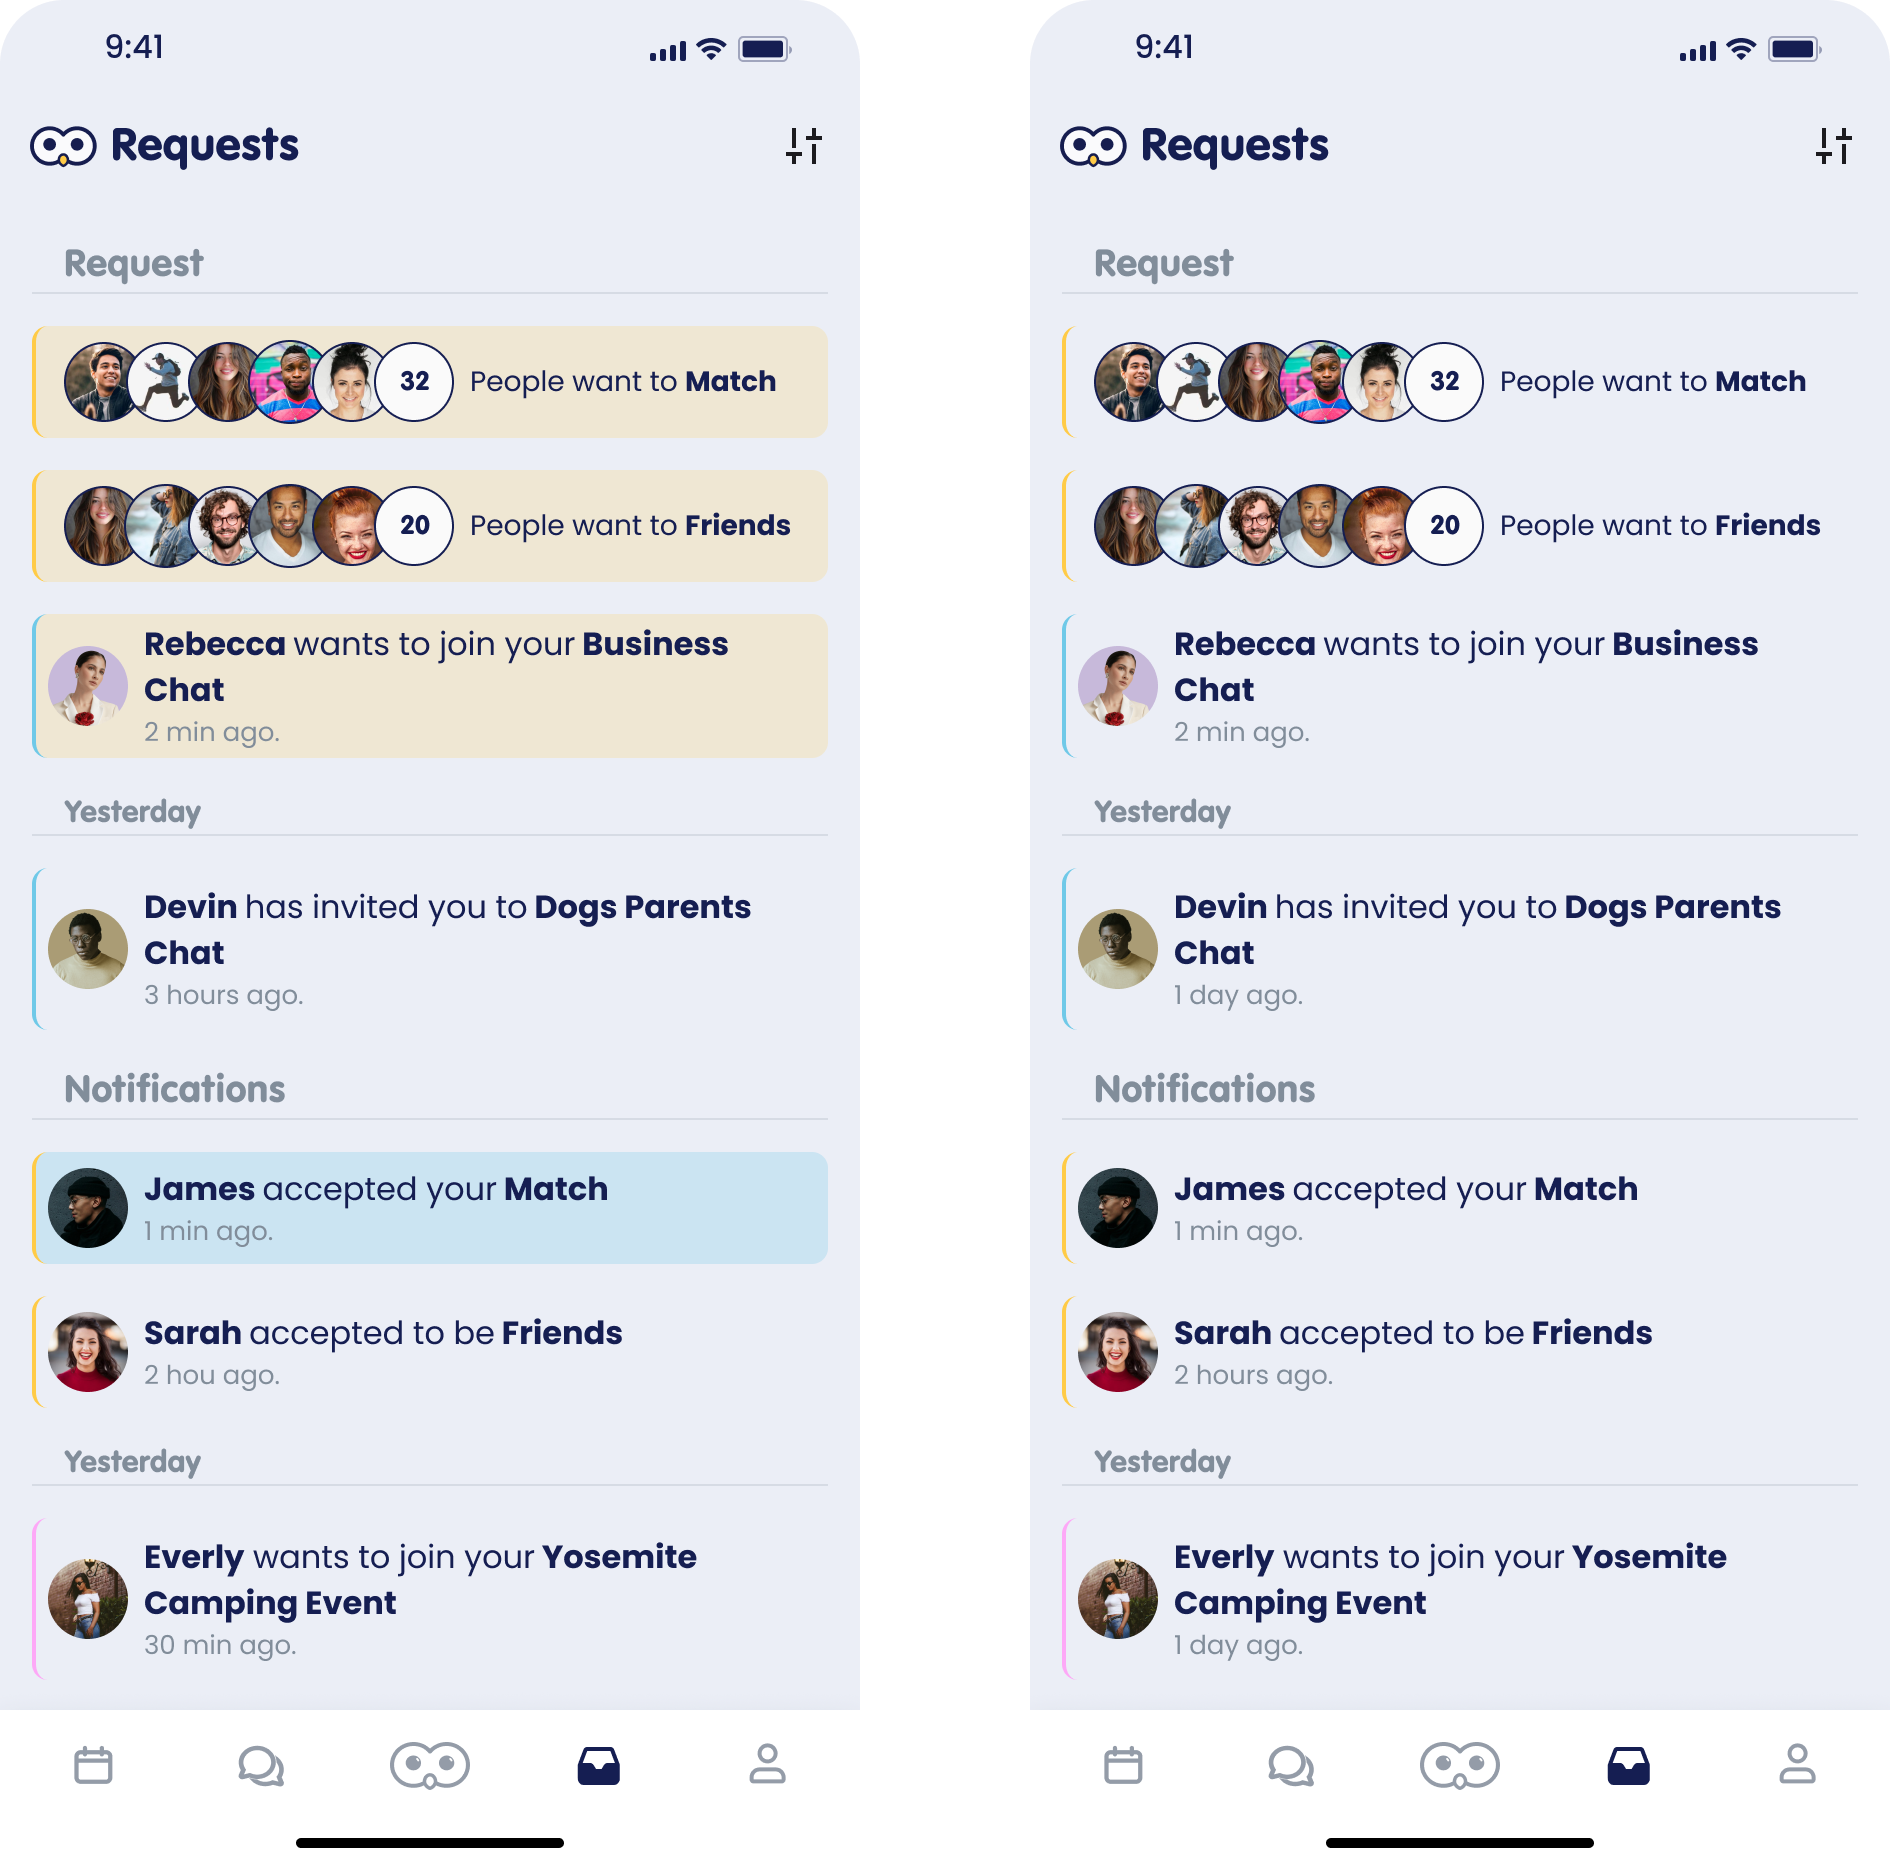 9:41
Requests
Request
32 People want to Match
20 People want to Friends
Rebecca wants to join your Business
Chat
2 min ago.
Yesterday
Devin has invited you to Dogs Parents
Chat
3 hours ago.
Notifications
James accepted your Match
1 min ago.
Sarah accepted to be Friends
2 hou ago.
Yesterday
Everly wants to join your Yosemite
Camping Event
30 min ago.
9:41
Requests
Request
32 People want to Match
20 People want to Friends
Rebecca wants to join your Business
Chat
2 min ago.
Yesterday
Devin has invited you to Dogs Parents
Chat
1 day ago.
Notifications
James accepted your Match
1 min ago.
Sarah accepted to be Friends
2 hours ago.
Yesterday
Everly wants to join your Yosemite
Camping Event
1 day ago.